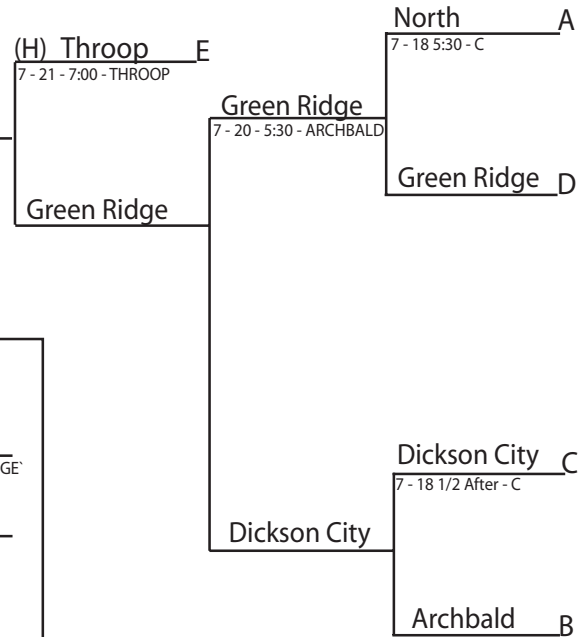 North A
7 - 18 5:30 - C
(H) Throop E
7 - 21 - 7:00 - THROOP
Green Ridge
7 - 20 - 5:30 - ARCHBALD
Green Ridge D
Green Ridge
Dickson City C
GE`
7 - 18 1/2 After - C
Dickson City
Archbald B